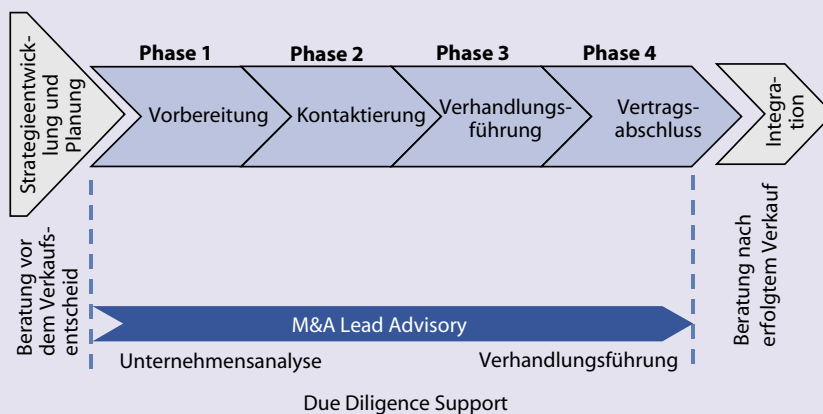 Phase 1
Phase 2
Phase 3
Phase 4
Strategieentwick-
lung und
Planung
Vorbereitung
Kontaktierung
Verhandlungs-
führung
Vertrags-
abschluss
Integra-
tion
Beratung vor
dem Verkaufs-
entscheid
M&A Lead Advisory
Unternehmensanalyse
Verhandlungsführung
Due Diligence Support
Beratung nach
erfolgtem Verkauf